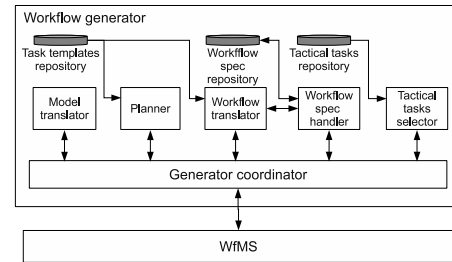 Workflow generator
Task templates
repository
Workfflow
spec
repository
Tactical tasks
repository
Model
translator
Planner
Workflow
translator
Workflow
spec
handler
Tactical
tasks
selector
Generator coordinator
WfMS